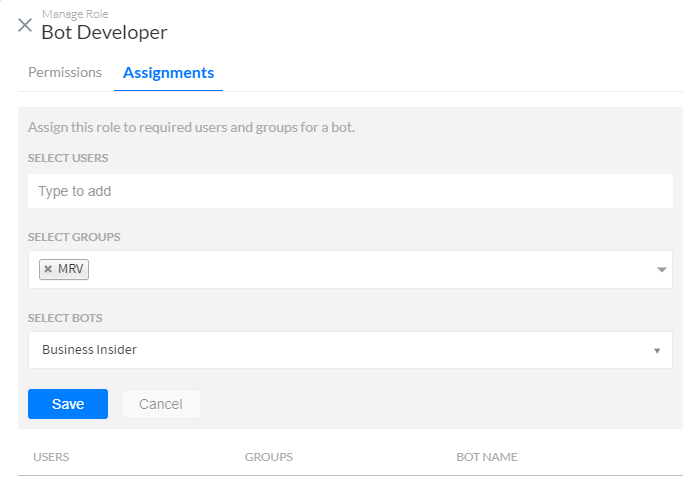 Manage Role
Bot Developer
Permissions Assignments
Assign this role to required users and groups for a bot.
SELECT USERS
Type to add
SELECT GROUPS
MRV
SELECT BOTS
Business Insider
Save Cancel
USERS GROUPS BOT NAME